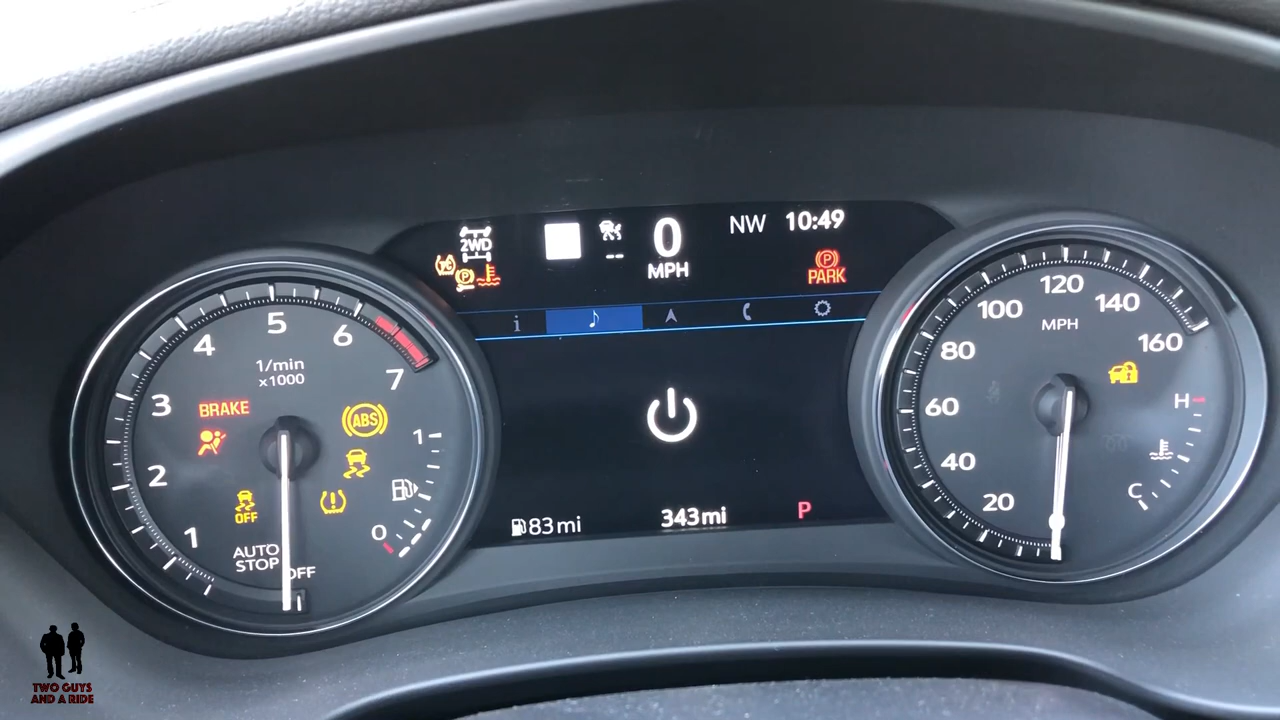 2WD
0
MPH
NW
10:49
P
PARK
i
83mi
343mi
P
1
2
3
4
5
6
7
1/min
x1000
BRAKE
ABS
OFF
AUTO
STOP
OFF
1
0
20
40
60
80
100
120
140
160
MPH
H
C
TWO GUYS
AND A RIDE